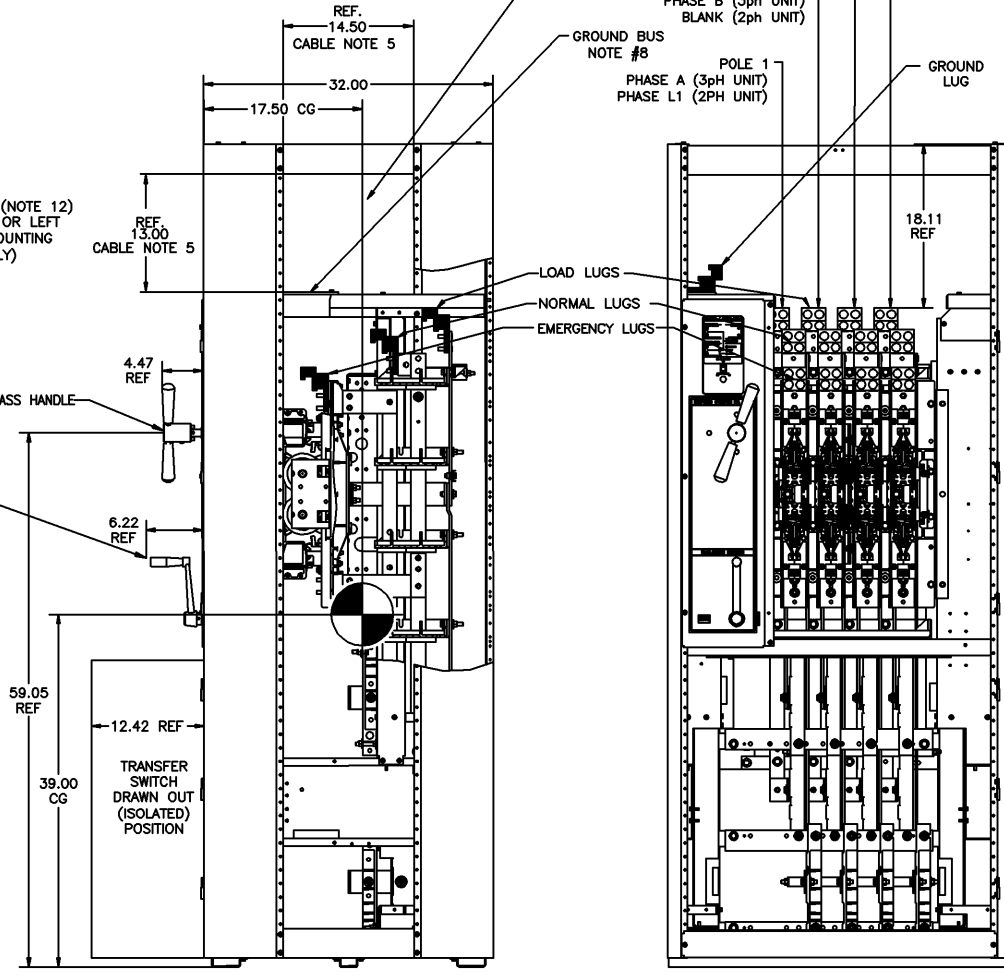 REF.
14.50
CABLE NOTE 5
GROUND BUS
NOTE #8
PHASE B (3pH UNIT)
BLANK (2ph UNIT)
POLE 1
PHASE A (3pH UNIT)
PHASE L1 (2PH UNIT)
GROUND
LUG
32.00
17.50 CG
(NOTE 12)
OR LEFT
REF.
13.00
CABLE NOTE 5
18.11
REF
LOAD LUGS
NORMAL LUGS
EMERGENCY LUGS
4.47
REF
HANDLE
6.22
REF
59.05
REF
12.42 REF
39.00
CG
TRANSFER
SWITCH
DRAWN OUT
(ISOLATED)
POSITION